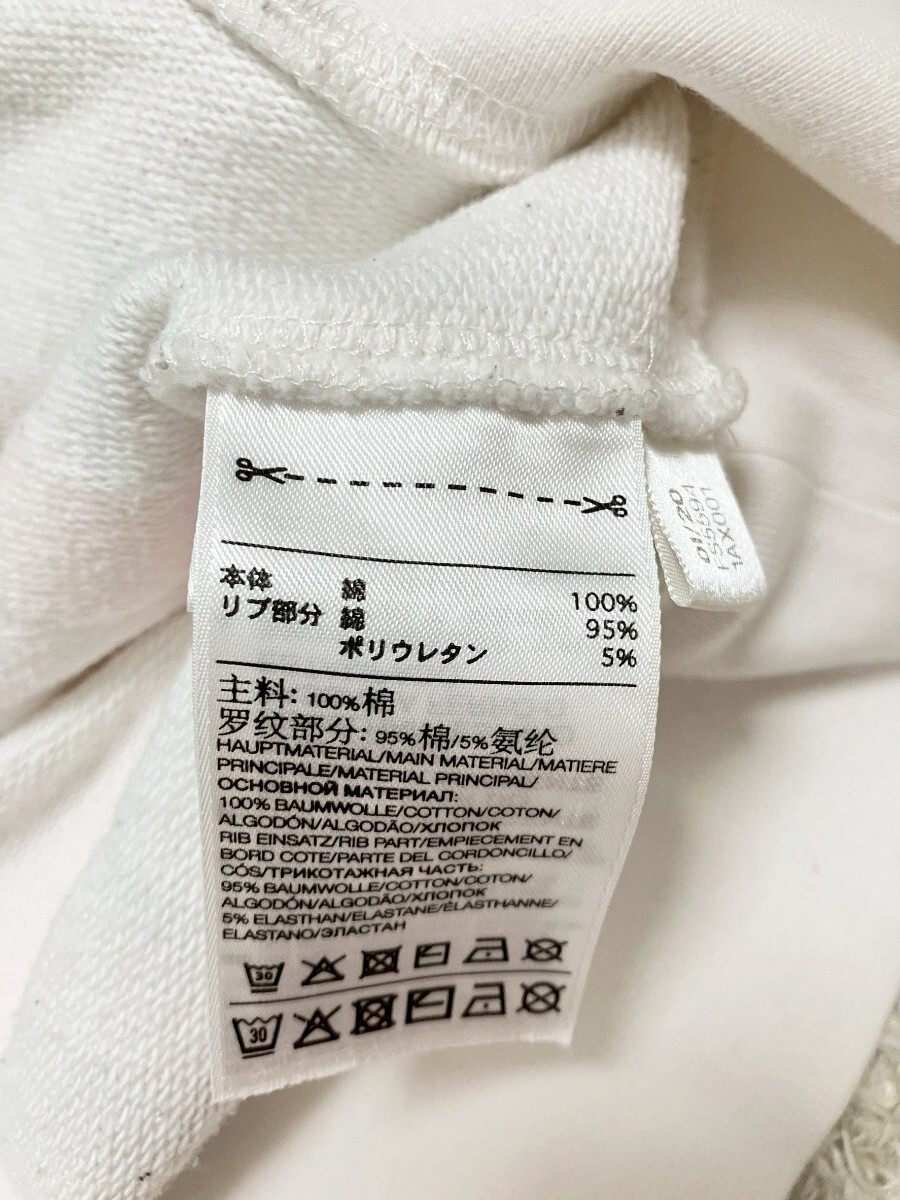 本体 綿 100%
リブ部分 綿 95%
ポリウレタン 5%
主料: 100%棉
罗纹部分: 95%棉/5%氨纶
HAUPTMATERIAL/MAIN MATERIAL/MATIERE
PRINCIPALE/MATERIAL PRINCIPAL/
ОСНОВНОЙ МАТЕРИАЛ:
100% BAUMWOLLE/COTTON/COTON/
ALGODÓN/ALGODÃO/ХЛОПОК
RIB EINSATZ/RIB PART/EMPIECEMENT EN
BORD COTE/PARTE DEL CORDONCILLO/
CÓS/ТРИКОТАЖНАЯ ЧАСТЬ:
95% BAUMWOLLE/COTTON/COTON/
ALGODÓN/ALGODÃO/ХЛОПОК
5% ELASTHAN/ELASTANE/ÉLASTHANNE/
ELASTANO/ЭЛАСТАН
30
30
01/20
1AX001